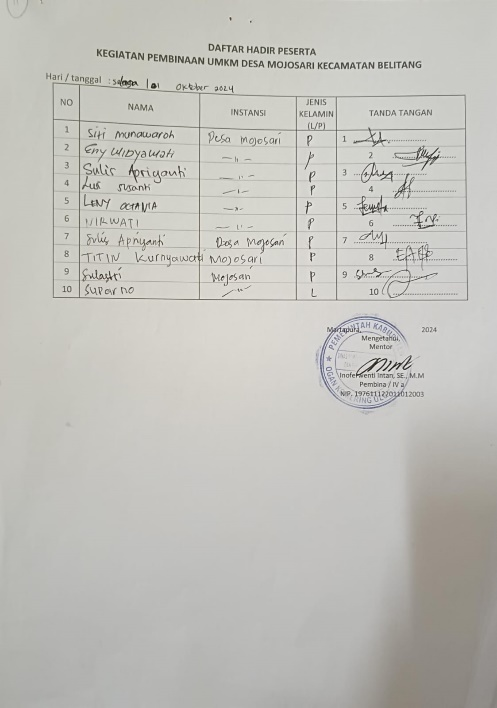 DAFTAR HADIR PESERTA
KEGIATAN PEMBINAAN UMKM DESA MOJOSARI KECAMATAN BELITANG
Hari / tanggal : Selasa / 01 Oktober 2024
NO NAMA INSTANSI JENIS KELAMIN (L/P) TANDA TANGAN
1 Siti munawaroh Desa Mojosari P 1
2 Eny Widyawati –"– P 2
3 Sulis Apriyanti –"– P 3
4 Lus Susanti –"– P 4
5 LENY OCTAVIA –"– P 5
6 NIRWATI –"– P 6
7 Sulis Apriyanti Desa Mojosari P 7
8 TITIN Kurnyawati Mojosari P 8
9 Sulastri Mojosari P 9
10 Suparno –"– L 10
Martapura, 2024
Mengetahui,
Mentor
PEMERINTAH KABUPATEN
OGAN KOMERING ULU
Inoferwenti Intan, SE., M.M
Pembina / IV a
NIP. 197611122011012003